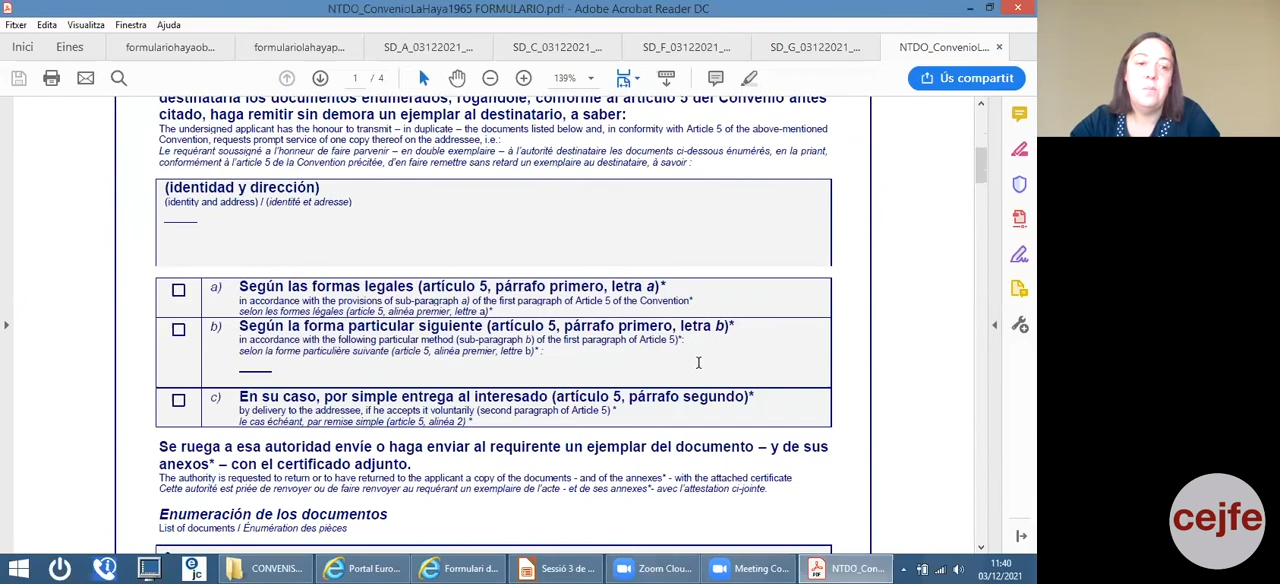 NTDO_ConvenioLaHaya1965 FORMULARIO.pdf - Adobe Acrobat Reader DC
Fitxer Edita Visualitza Finestra Ajuda
Inici Eines formulariohayaob... formulariolahayap... SD_A_03122021_... SD_C_03122021_... SD_F_03122021_... SD_G_03122021_... NTDO_ConvenioL... ×
1 / 4 139% Ús compartit
destinataria los documentos enumerados, rogándole, conforme al artículo 5 del Convenio antes
citado, haga remitir sin demora un ejemplar al destinatario, a saber:
The undersigned applicant has the honour to transmit – in duplicate – the documents listed below and, in conformity with Article 5 of the above-mentioned
Convention, requests prompt service of one copy thereof on the addressee, i.e.:
Le requérant soussigné a l'honneur de faire parvenir – en double exemplaire – à l'autorité destinataire les documents ci-dessous énumérés, en la priant,
conformément à l'article 5 de la Convention précitée, d'en faire remettre sans retard un exemplaire au destinataire, à savoir :
(identidad y dirección)
(identity and address) / (identité et adresse)
a) Según las formas legales (artículo 5, párrafo primero, letra a)*
in accordance with the provisions of sub-paragraph a) of the first paragraph of Article 5 of the Convention*
selon les formes légales (article 5, alinéa premier, lettre a)*
b) Según la forma particular siguiente (artículo 5, párrafo primero, letra b)*
in accordance with the following particular method (sub-paragraph b) of the first paragraph of Article 5)*:
selon la forme particulière suivante (article 5, alinéa premier, lettre b)* :
c) En su caso, por simple entrega al interesado (artículo 5, párrafo segundo)*
by delivery to the addressee, if he accepts it voluntarily (second paragraph of Article 5) *
le cas échéant, par remise simple (article 5, alinéa 2) *
Se ruega a esa autoridad envíe o haga enviar al requirente un ejemplar del documento – y de sus
anexos* – con el certificado adjunto.
The authority is requested to return or to have returned to the applicant a copy of the documents - and of the annexes* - with the attached certificate
Cette autorité est priée de renvoyer ou de faire renvoyer au requérant un exemplaire de l'acte - et de ses annexes*- avec l'attestation ci-jointe.
Enumeración de los documentos
List of documents / Énumération des pièces
cejfe
ejc CONVENIS... Portal Euro... Formulari d... Sessió 3 de ... Zoom Clou... Meeting Co... NTDO_Con...
11:40
03/12/2021